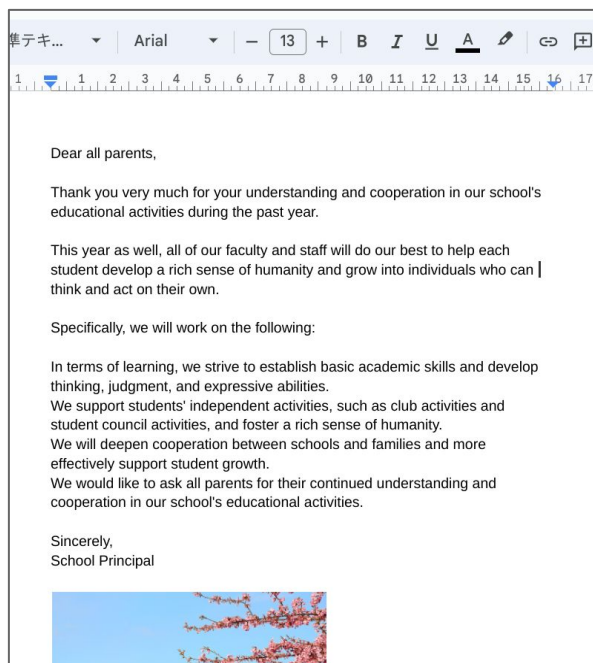 準テキ...
Arial
− 13 + B I U A
1 1 2 3 4 5 6 7 8 9 10 11 12 13 14 15 16 17
Dear all parents,
Thank you very much for your understanding and cooperation in our school's
educational activities during the past year.
This year as well, all of our faculty and staff will do our best to help each
student develop a rich sense of humanity and grow into individuals who can
think and act on their own.
Specifically, we will work on the following:
In terms of learning, we strive to establish basic academic skills and develop
thinking, judgment, and expressive abilities.
We support students' independent activities, such as club activities and
student council activities, and foster a rich sense of humanity.
We will deepen cooperation between schools and families and more
effectively support student growth.
We would like to ask all parents for their continued understanding and
cooperation in our school's educational activities.
Sincerely,
School Principal